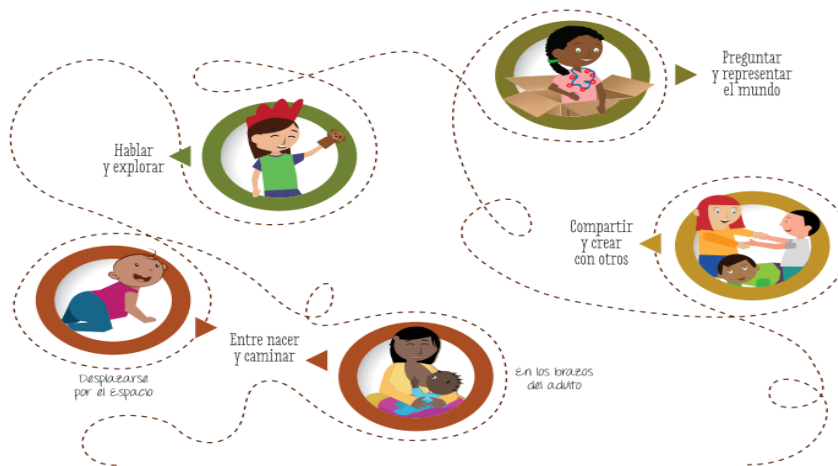 Preguntar
y representar
el mundo
Hablar
y explorar
Compartir
y crear
con otros
Entre nacer
y caminar
Desplazarse
por el Espacio
En los brazos
del adulto